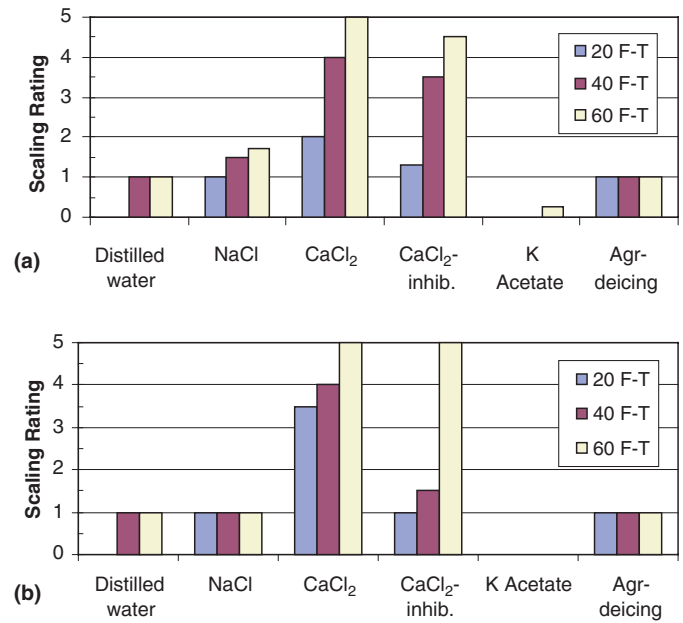 5
4
3
2
1
0
Scaling Rating
20 F-T
40 F-T
60 F-T
(a)
Distilled water
NaCl
CaCl₂
CaCl₂-inhib.
K Acetate
Agr-deicing
5
4
3
2
1
0
Scaling Rating
20 F-T
40 F-T
60 F-T
(b)
Distilled water
NaCl
CaCl₂
CaCl₂-inhib.
K Acetate
Agr-deicing